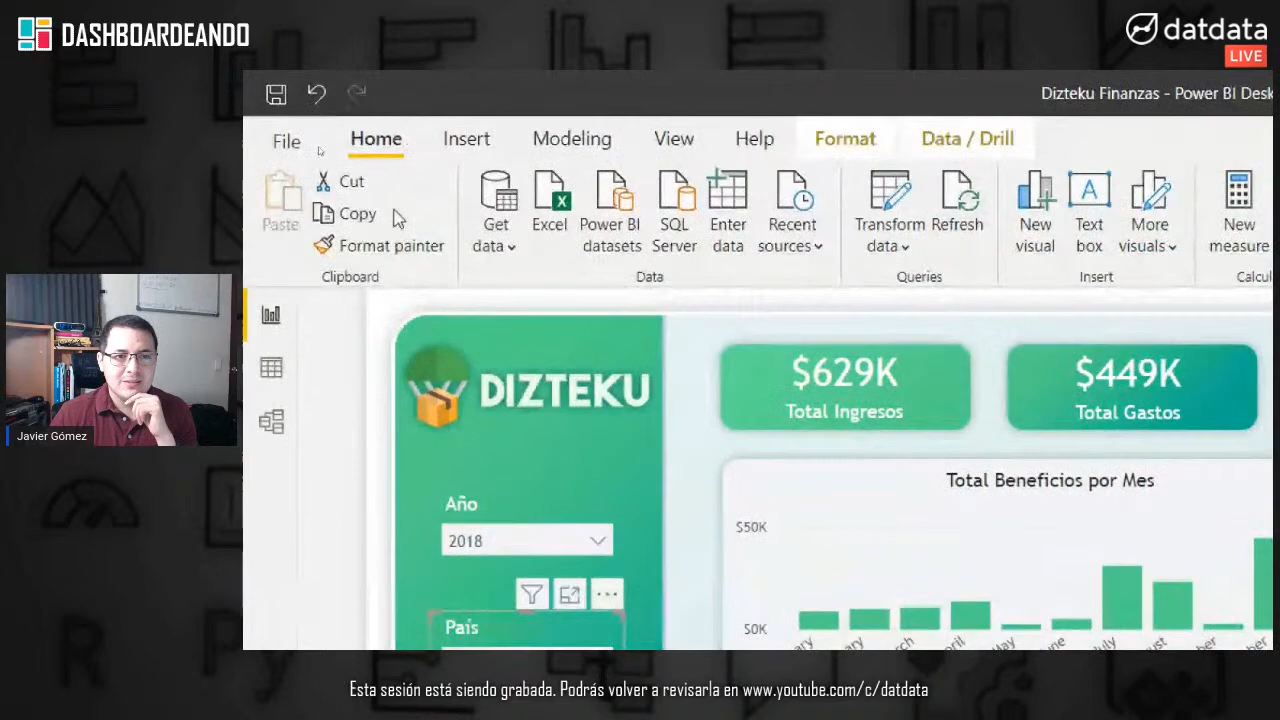 DASHBOARDEANDO
datdata
LIVE
Dizteku Finanzas - Power BI Desk
File
Home
Insert
Modeling
View
Help
Format
Data / Drill
Paste
Cut
Copy
Format painter
Clipboard
Get data
Excel
Power BI datasets
SQL Server
Enter data
Recent sources
Data
Transform data
Refresh
Queries
New visual
Text box
More visuals
Insert
New measure
Calcul
DIZTEKU
$629K
Total Ingresos
$449K
Total Gastos
Año
2018
País
Total Beneficios por Mes
$50K
$0K
April
July
Javier Gómez
Esta sesión está siendo grabada. Podrás volver a revisarla en www.youtube.com/c/datdata